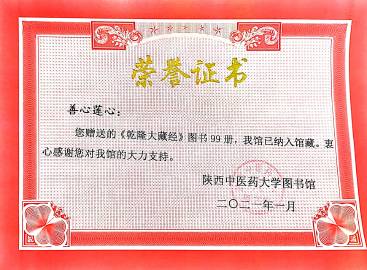 荣誉证书
善心莲心：
您赠送的《乾隆大藏经》图书99册，我馆已纳入馆藏。衷
心感谢您对我馆的大力支持。
陕西中医药大学图书馆
二〇二一年一月